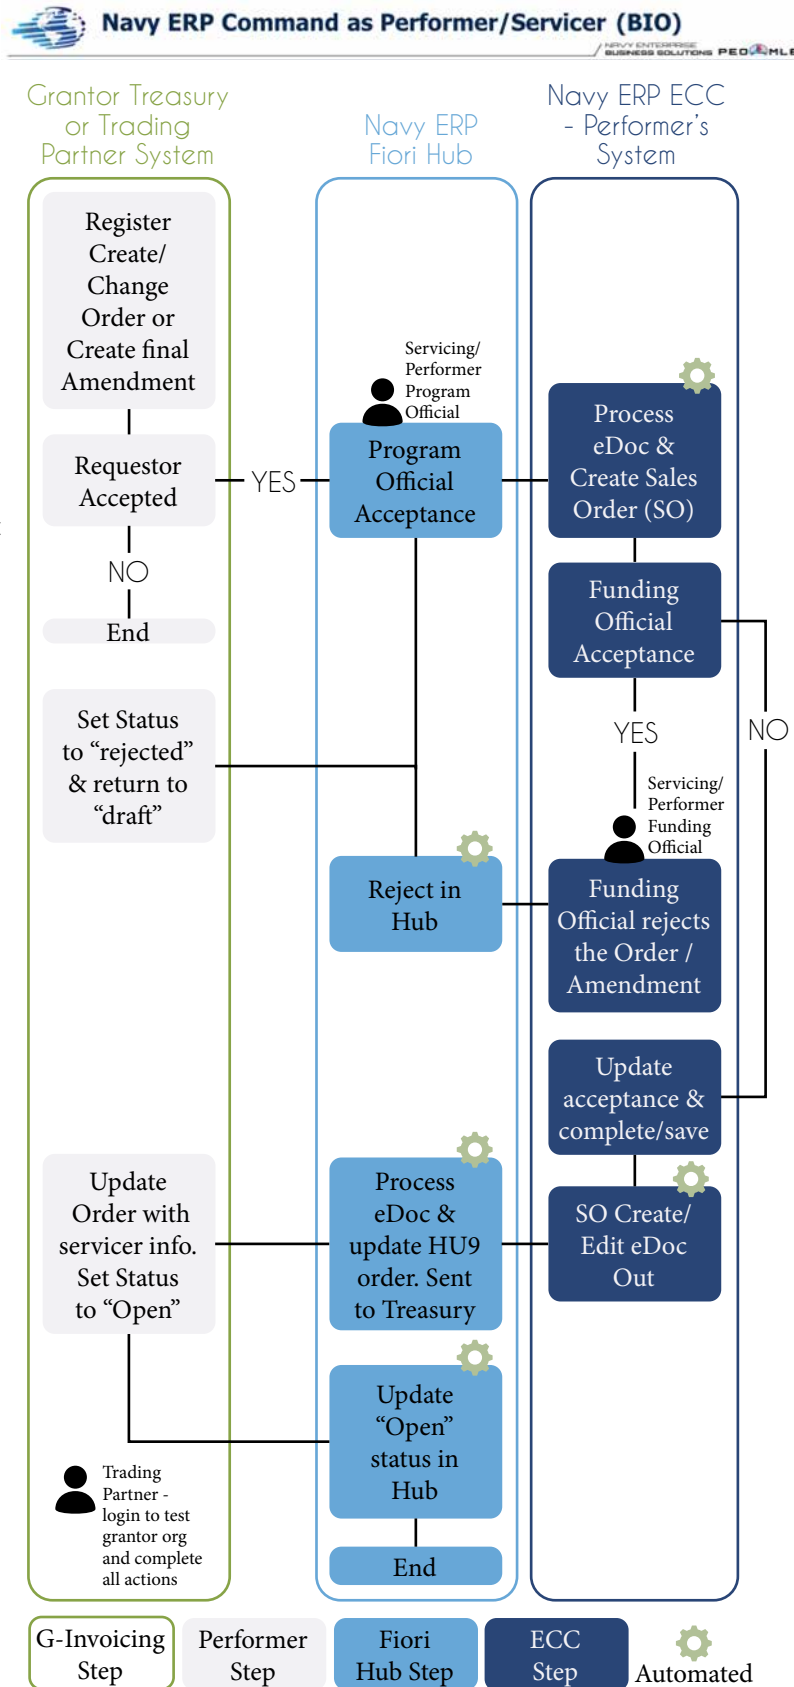 Navy ERP Command as Performer/Servicer (BIO)
NAVY ENTERPRISE
BUSINESS SOLUTIONS
PEO MLB
Grantor Treasury
or Trading
Partner System
Navy ERP
Fiori Hub
Navy ERP ECC
- Performer's
System
Register
Create/
Change
Order or
Create final
Amendment
Servicing/
Performer
Program
Official
Requestor
Accepted
YES
Program
Official
Acceptance
Process
eDoc &
Create Sales
Order (SO)
NO
End
Funding
Official
Acceptance
YES
NO
Set Status
to “rejected”
& return to
“draft”
Servicing/
Performer
Funding
Official
Reject in
Hub
Funding
Official rejects
the Order /
Amendment
Update
acceptance &
complete/save
Update
Order with
servicer info.
Set Status
to “Open”
Process
eDoc &
update HU9
order. Sent
to Treasury
SO Create/
Edit eDoc
Out
Update
“Open”
status in
Hub
Trading
Partner -
login to test
grantor org
and complete
all actions
End
G-Invoicing
Step
Performer
Step
Fiori
Hub Step
ECC
Step
Automated